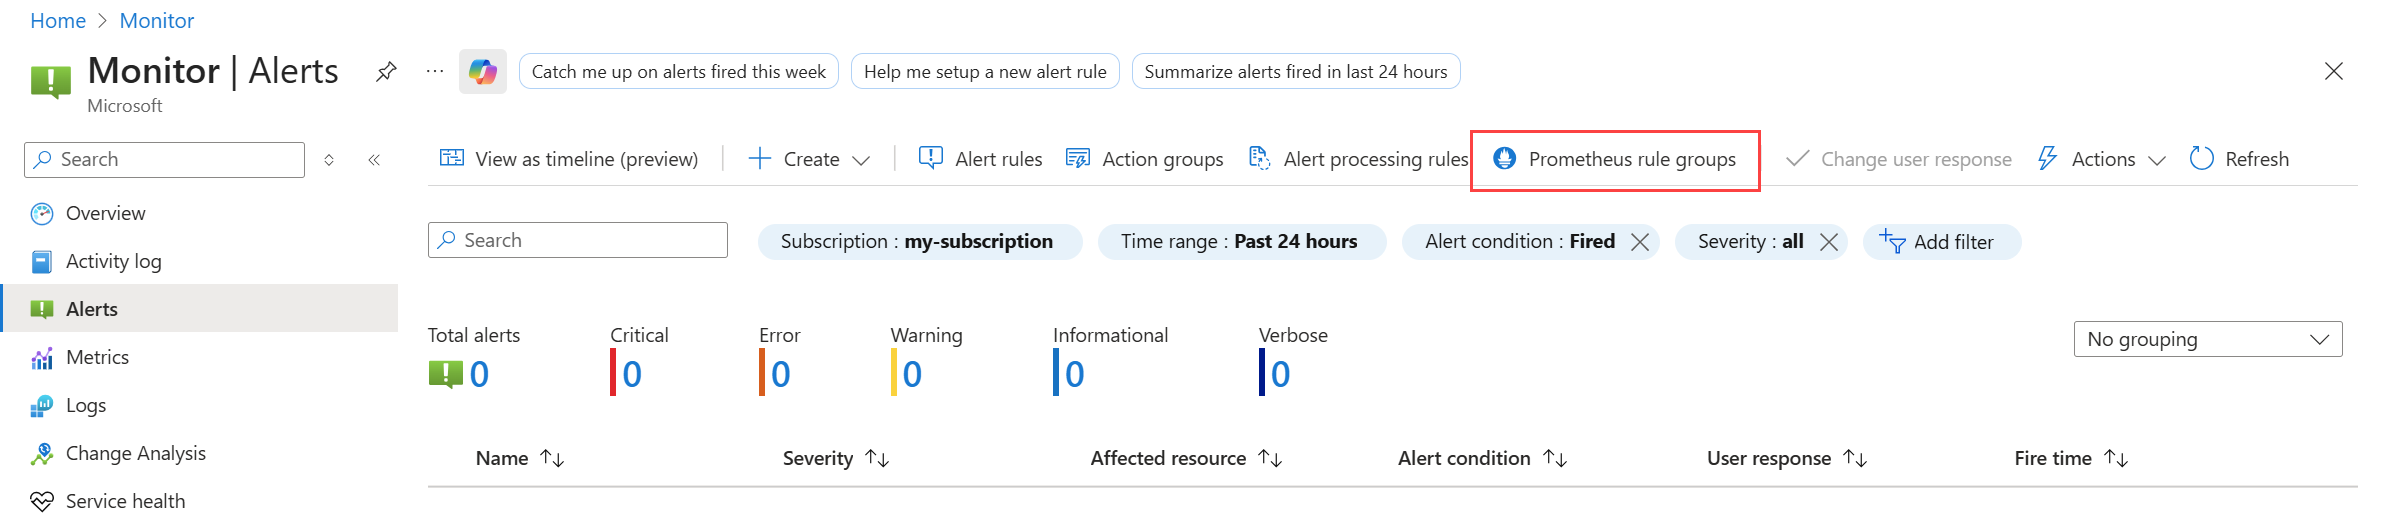 Home > Monitor
Monitor | Alerts
Microsoft
Catch me up on alerts fired this week
Help me setup a new alert rule
Summarize alerts fired in last 24 hours
Search
Overview
Activity log
Alerts
Metrics
Logs
Change Analysis
Service health
View as timeline (preview)
Create
Alert rules
Action groups
Alert processing rules
Prometheus rule groups
Change user response
Actions
Refresh
Search
Subscription : my-subscription
Time range : Past 24 hours
Alert condition : Fired
Severity : all
Add filter
Total alerts
0
Critical
0
Error
0
Warning
0
Informational
0
Verbose
0
No grouping
Name
Severity
Affected resource
Alert condition
User response
Fire time